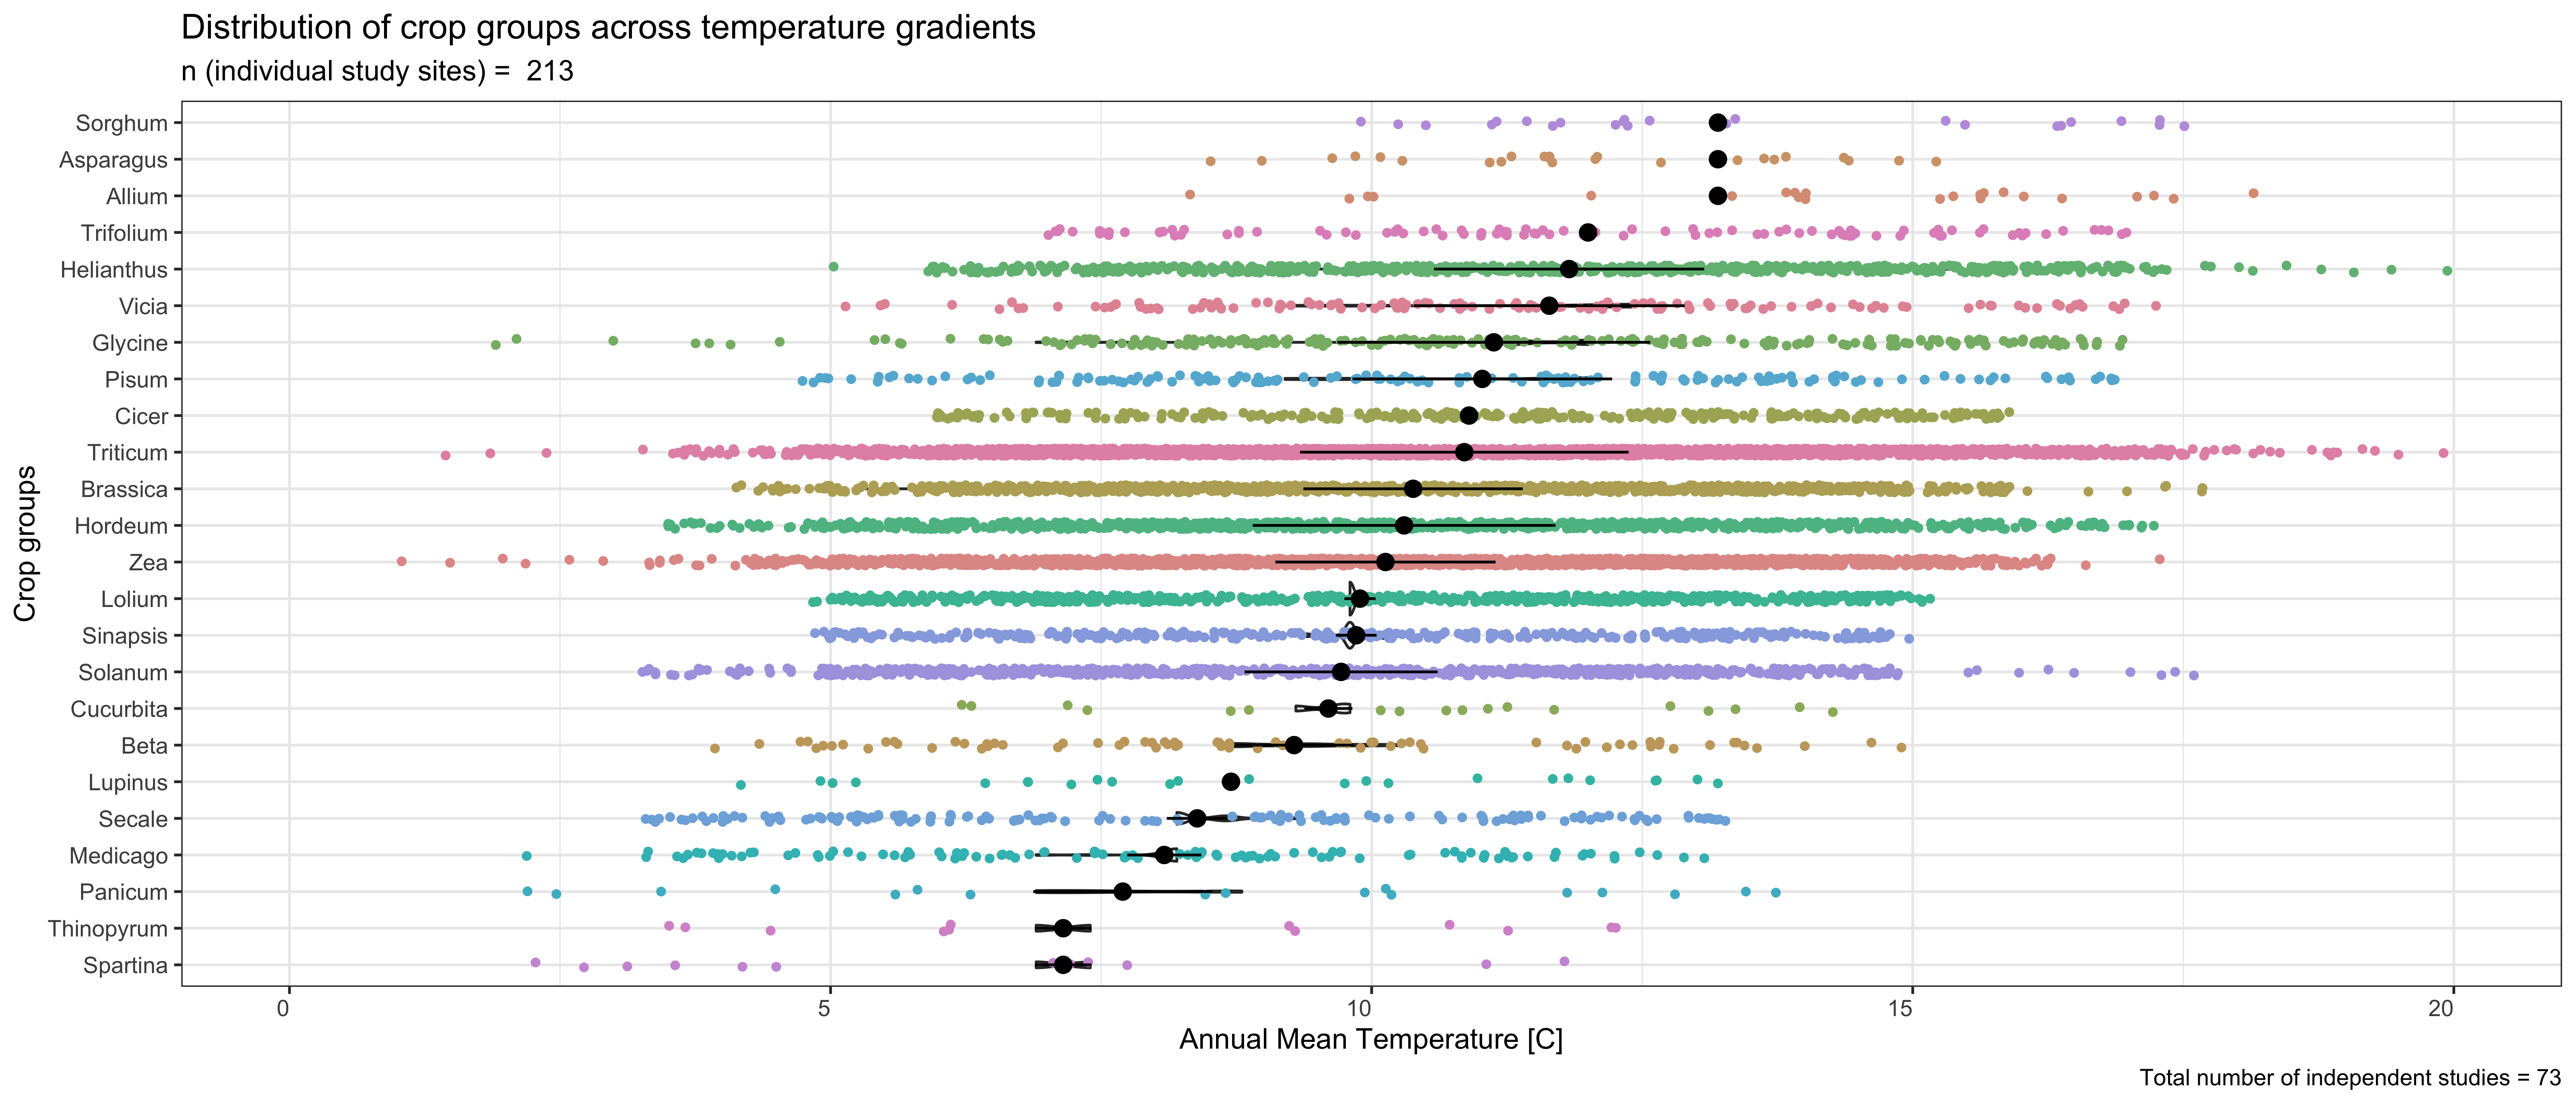 Distribution of crop groups across temperature gradients
n (individual study sites) =  213
Crop groups
Sorghum
Asparagus
Allium
Trifolium
Helianthus
Vicia
Glycine
Pisum
Cicer
Triticum
Brassica
Hordeum
Zea
Lolium
Sinapsis
Solanum
Cucurbita
Beta
Lupinus
Secale
Medicago
Panicum
Thinopyrum
Spartina
0 5 10 15 20
Annual Mean Temperature [C]
Total number of independent studies = 73